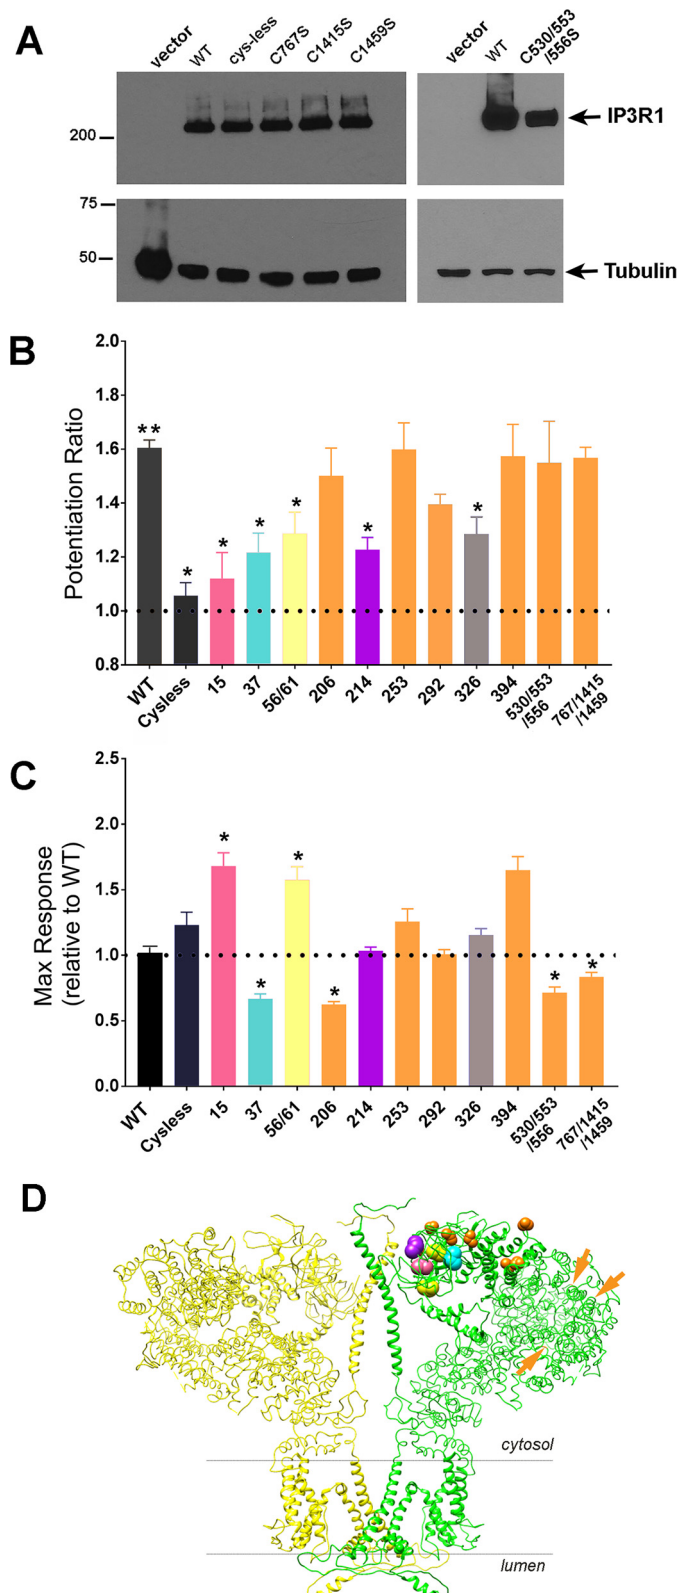 A
vector
WT
cys-less
C767S
C1415S
C1459S
vector
WT
C530/553
/556S
200
IP3R1
75
50
Tubulin
B
Potentiation Ratio
2.0
1.8
1.6
1.4
1.2
1.0
0.8
**
*
*
*
*
*
*
WT
Cysless
15
37
56/61
206
214
253
292
326
394
530/553
/556
767/1415
/1459
C
Max Response
(relative to WT)
2.5
2.0
1.5
1.0
0.5
0.0
*
*
*
*
*
*
WT
Cysless
15
37
56/61
206
214
253
292
326
394
530/553
/556
767/1415
/1459
D
cytosol
lumen